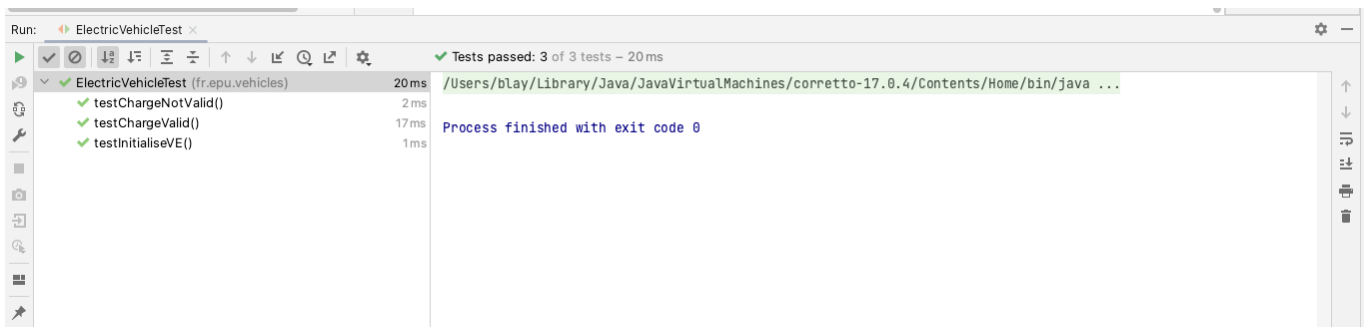 Run: ElectricVehicleTest
Tests passed: 3 of 3 tests – 20 ms
ElectricVehicleTest (fr.epu.vehicles) 20 ms
testChargeNotValid() 2 ms
testChargeValid() 17 ms
testInitialiseVE() 1 ms
/Users/blay/Library/Java/JavaVirtualMachines/corretto-17.0.4/Contents/Home/bin/java ...
Process finished with exit code 0